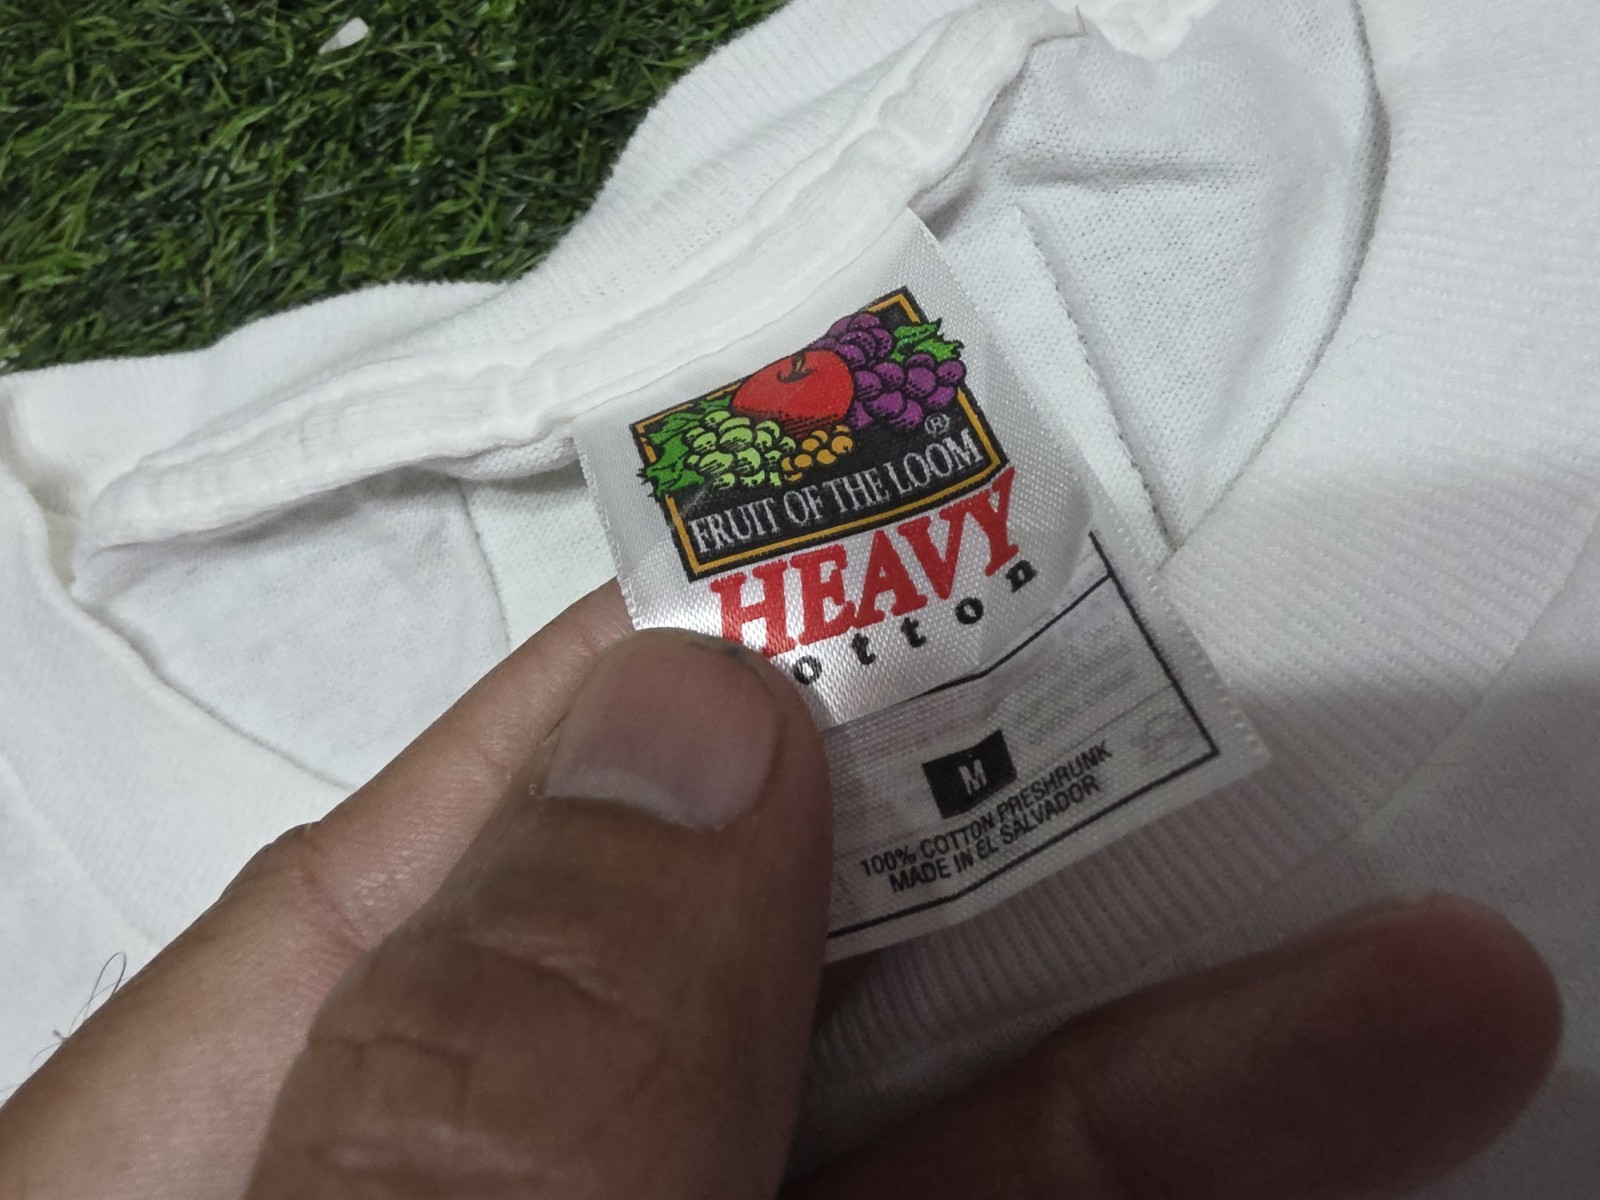 ®
FRUIT OF THE LOOM
HEAVY
otton
M
100% COTTON PRESHRUNK
MADE IN EL SALVADOR